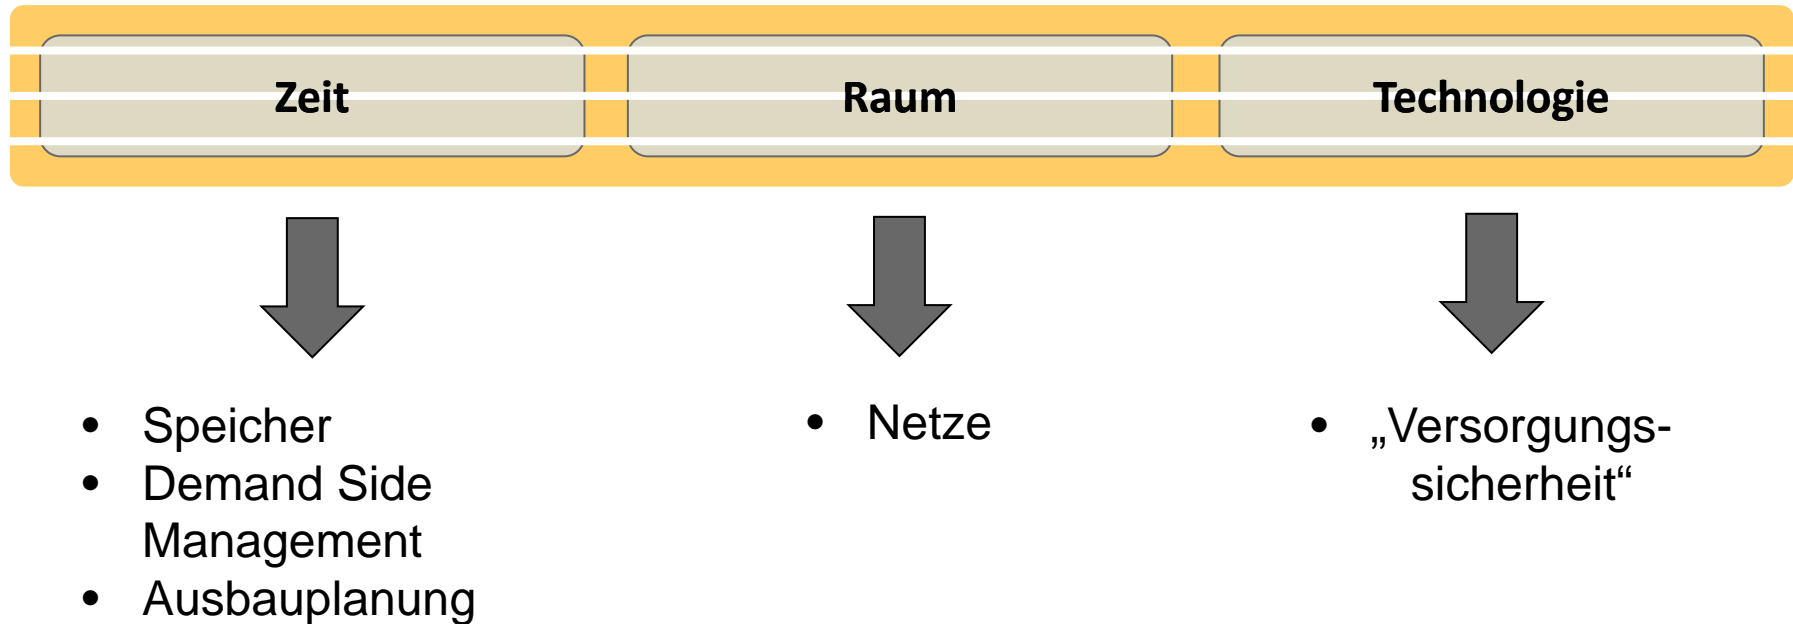 Zeit
Raum
Technologie
• Speicher
• Demand Side
Management
• Ausbauplanung
• Netze
• „Versorgungs-
sicherheit“